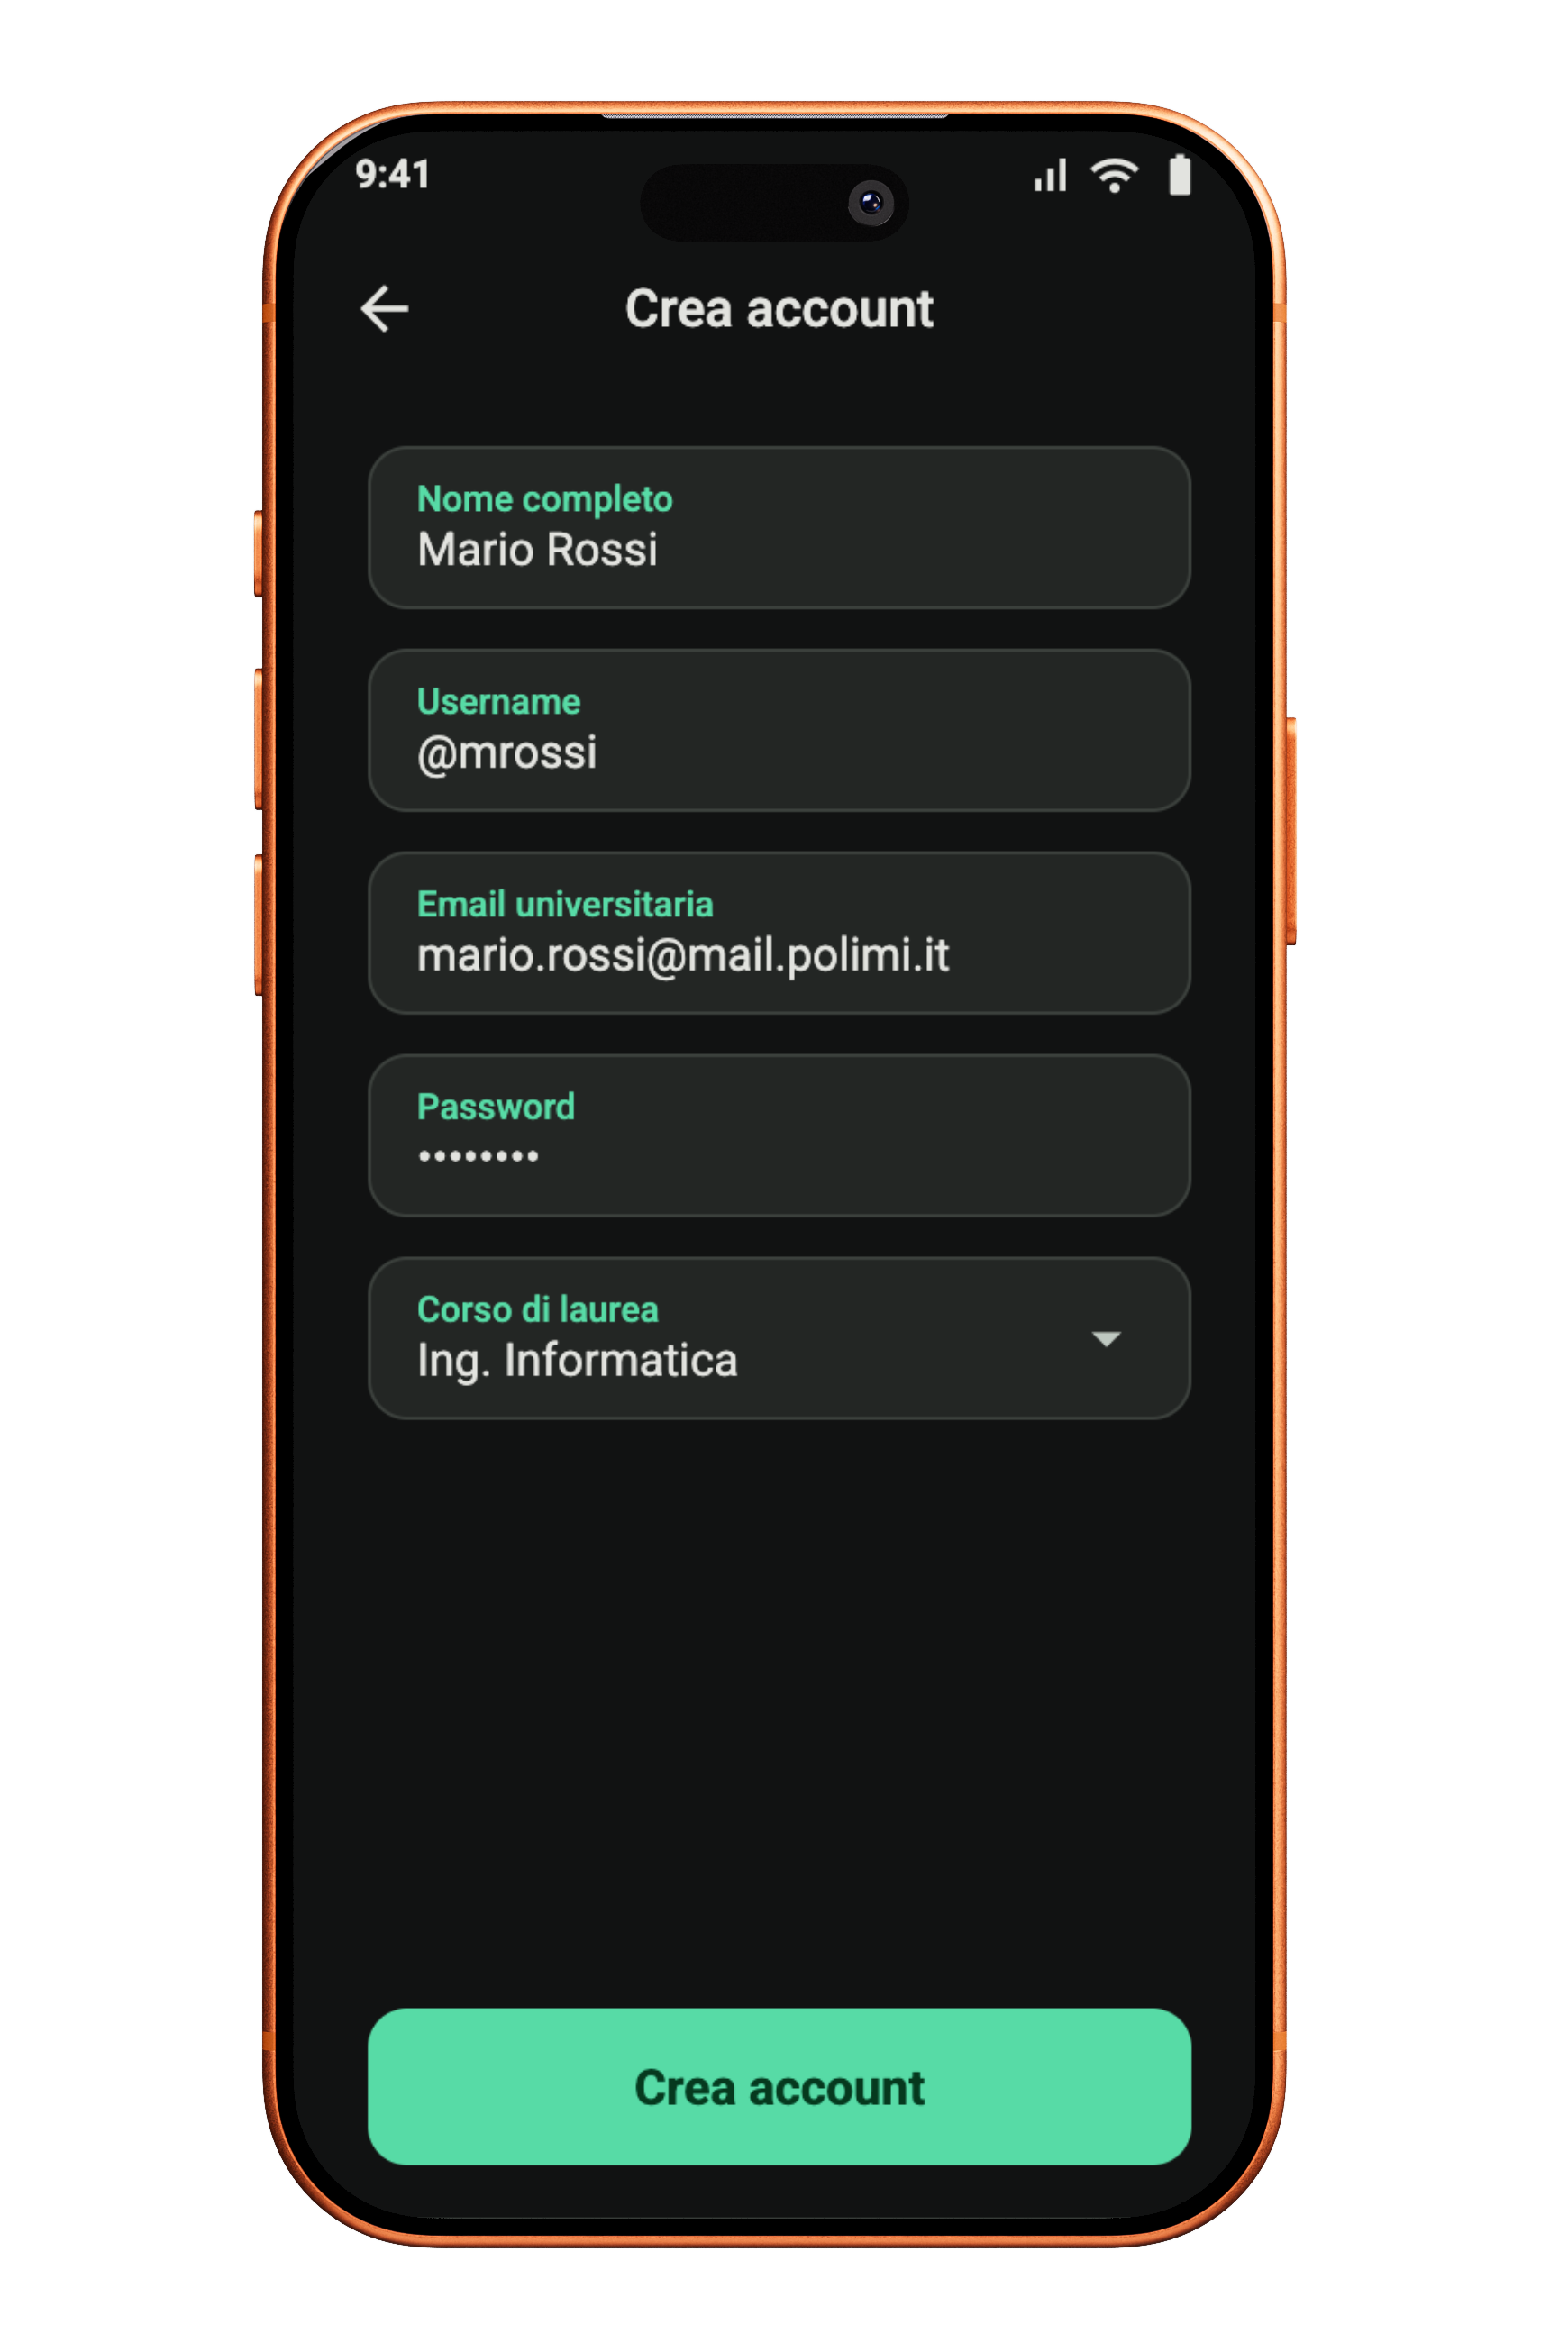 9:41
Crea account
Nome completo
Mario Rossi
Username
@mrossi
Email universitaria
mario.rossi@mail.polimi.it
Password
••••••••
Corso di laurea
Ing. Informatica
Crea account